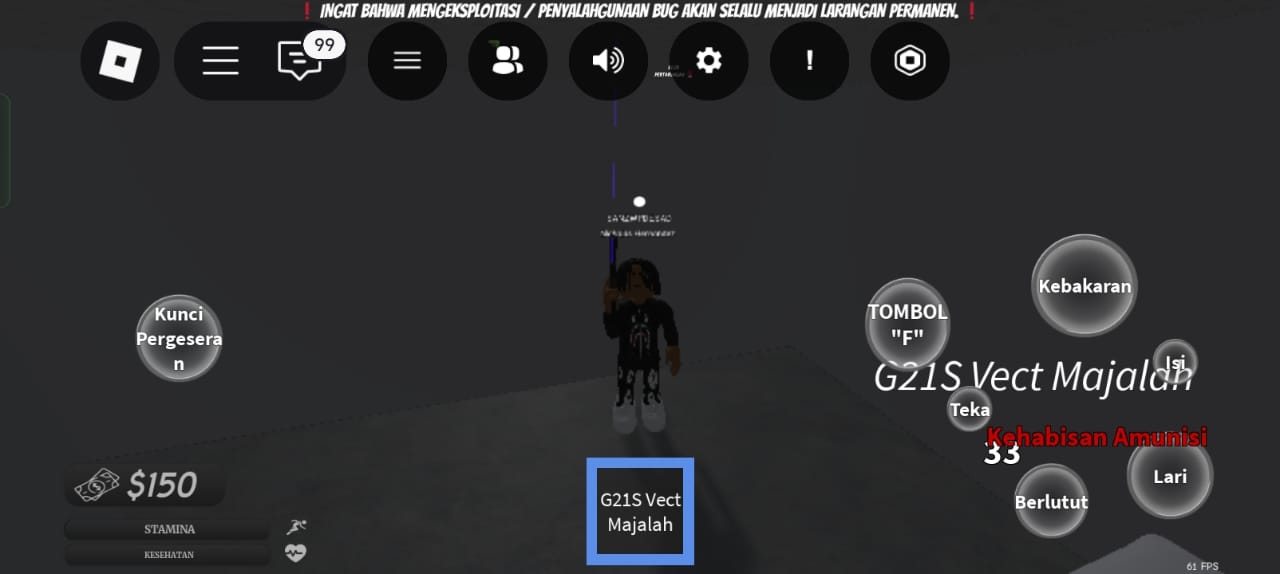 ❗ INGAT BAHWA MENGEKSPLOITASI / PENYALAHGUNAAN BUG AKAN SELALU MENJADI LARANGAN PERMANEN. ❗
99
!
Kebakaran
Kunci
Pergesera
n
TOMBOL
"F"
Isi
G21S Vect Majalah
Teka
Kehabisan Amunisi
33
Lari
Berlutut
$150
STAMINA
KESEHATAN
G21S Vect
Majalah
61 FPS